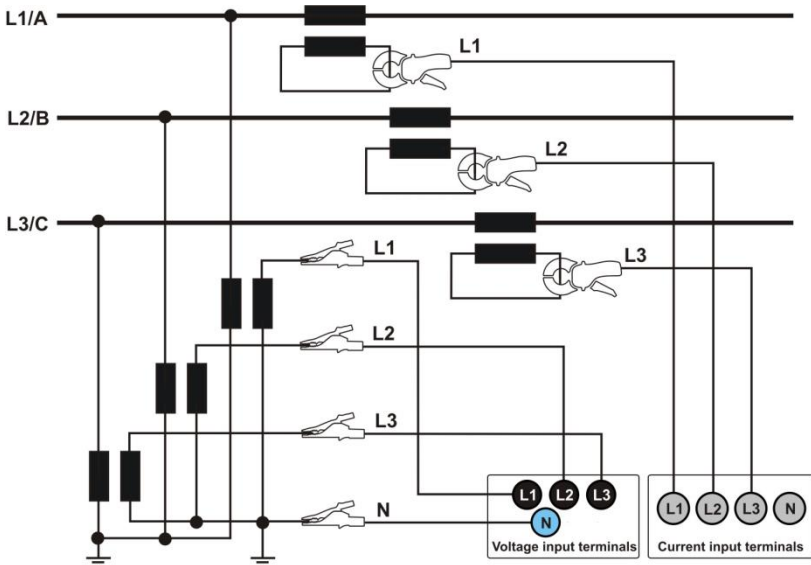 L1/A
L1
L2/B
L2
L3/C
L3
L1
L2
L3
N
L1 L2 L3
N
Voltage input terminals
L1 L2 L3 N
Current input terminals